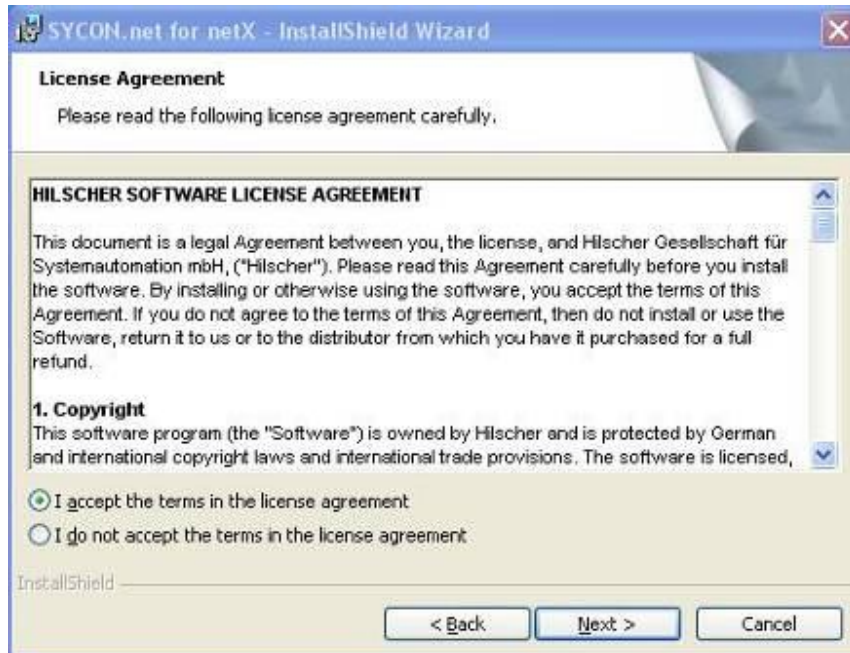 SYCON.net for netX - InstallShield Wizard
License Agreement
Please read the following license agreement carefully.
HILSCHER SOFTWARE LICENSE AGREEMENT
This document is a legal Agreement between you, the license, and Hilscher Gesellschaft für
Systemautomation mbH, ("Hilscher"). Please read this Agreement carefully before you install
the software. By installing or otherwise using the software, you accept the terms of this
Agreement. If you do not agree to the terms of this Agreement, then do not install or use the
Software, return it to us or to the distributor from which you have it purchased for a full
refund.
1. Copyright
This software program (the "Software") is owned by Hilscher and is protected by German
and international copyright laws and international trade provisions. The software is licensed,
I accept the terms in the license agreement
I do not accept the terms in the license agreement
InstallShield
< Back
Next >
Cancel